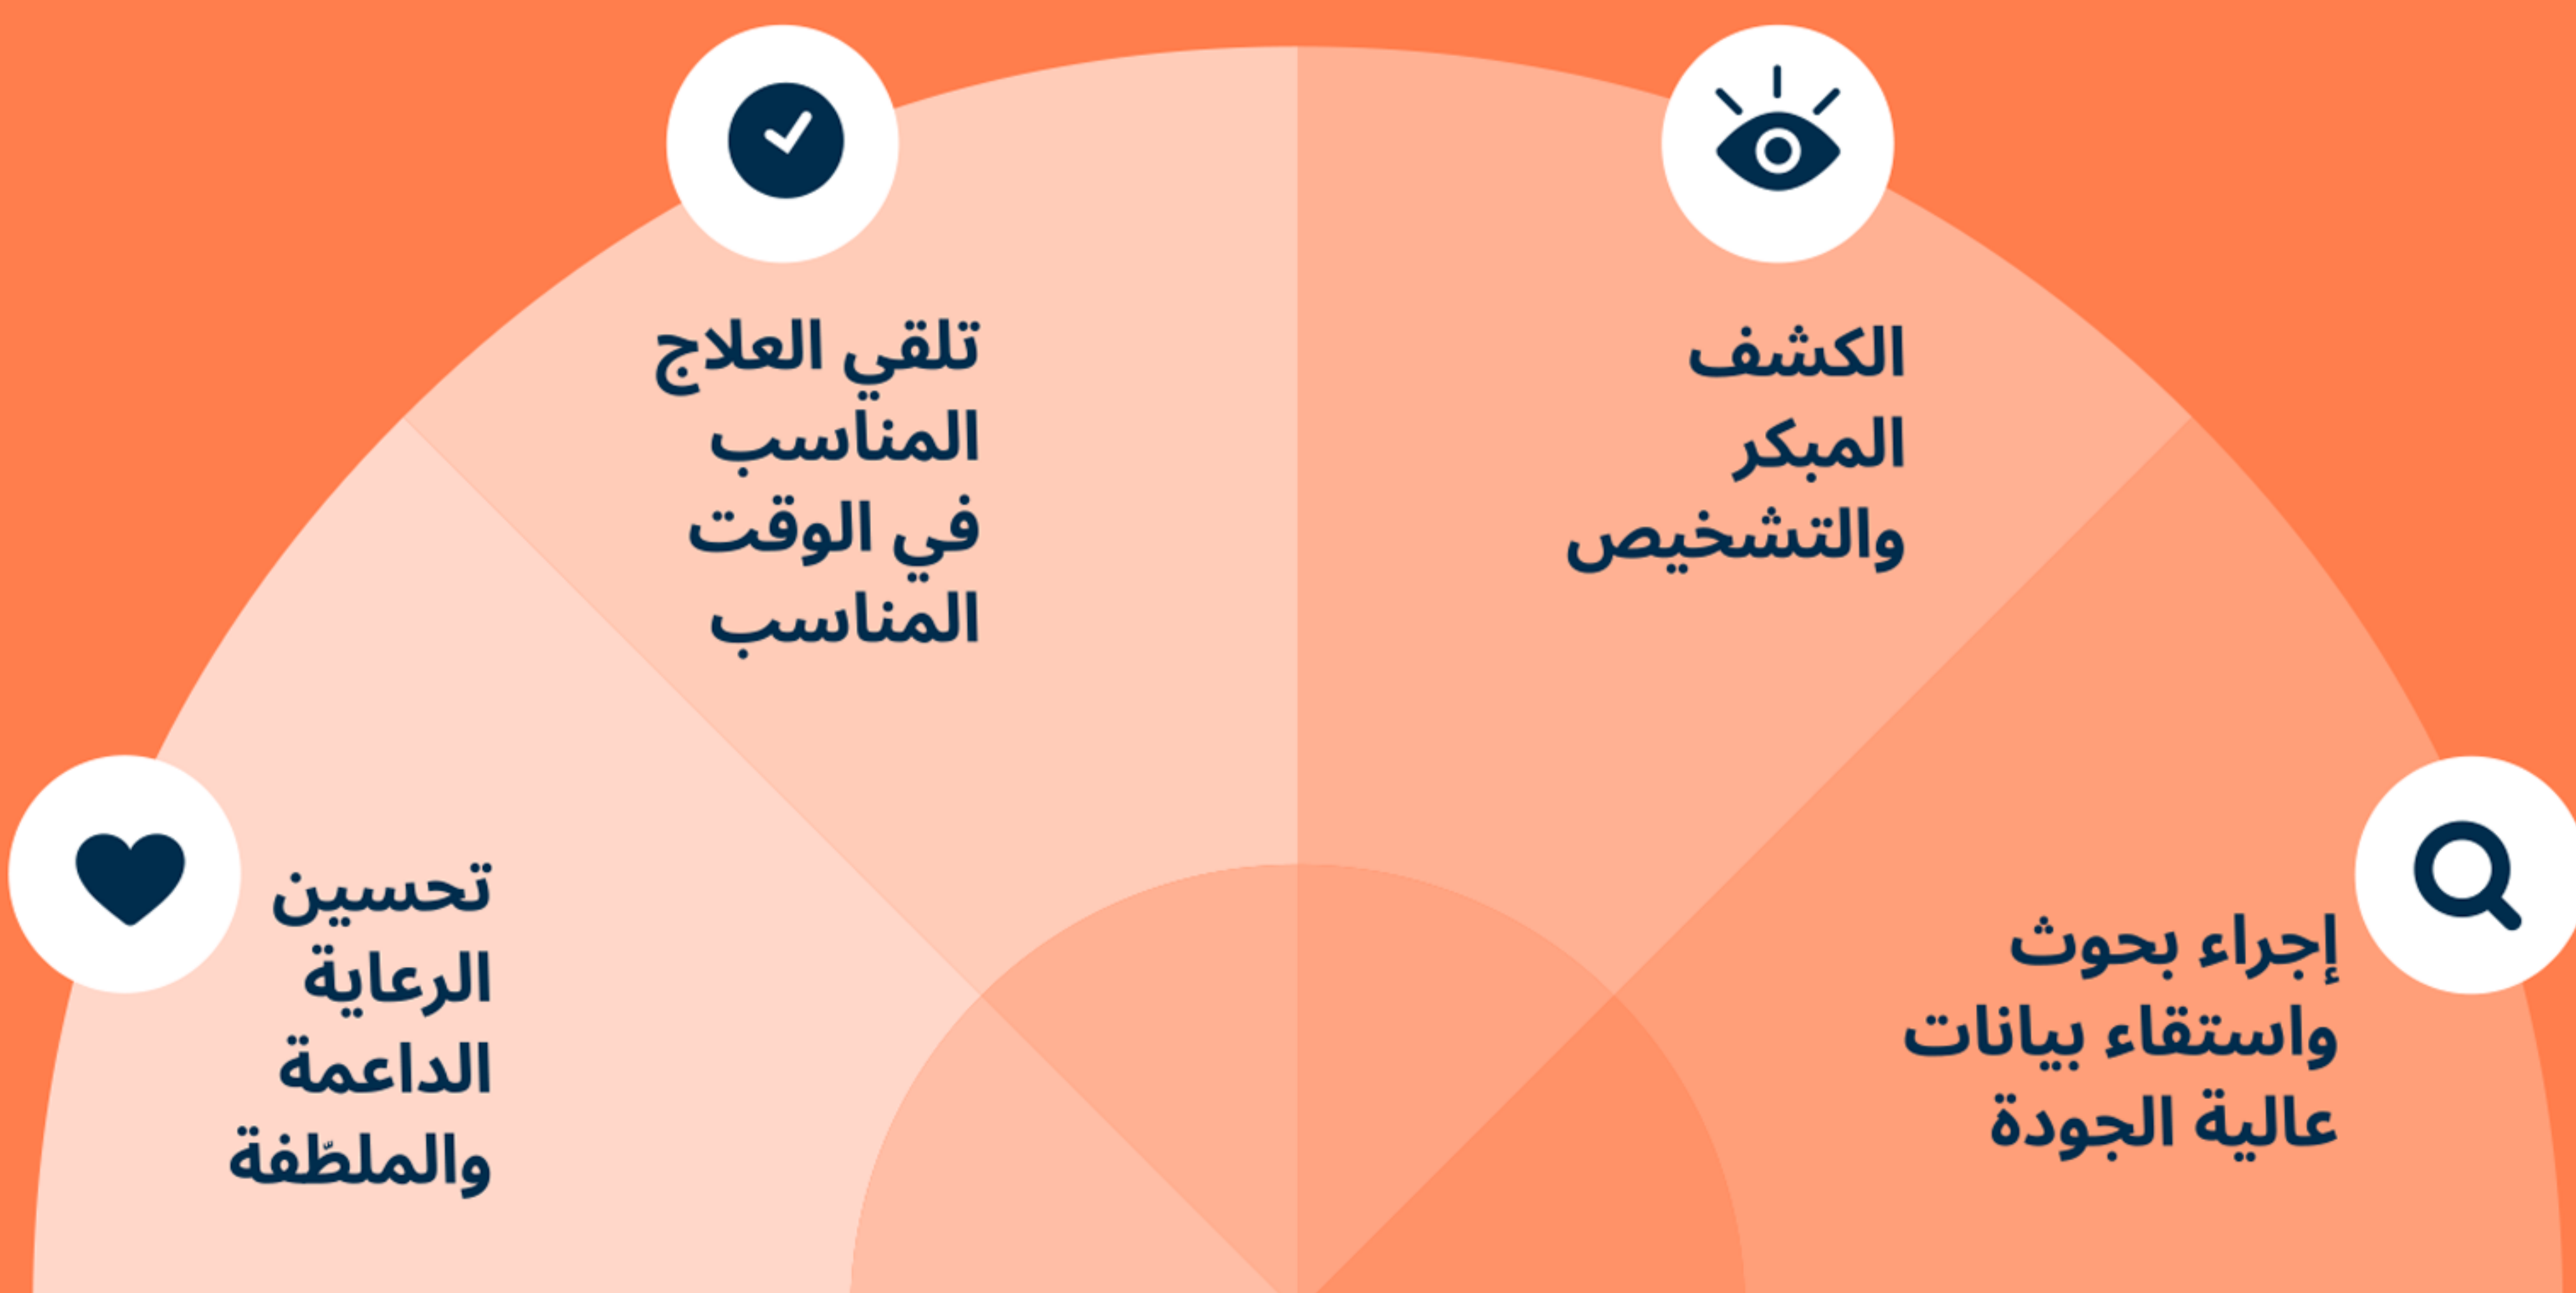 إجراء بحوث
واستقاء بيانات
عالية الجودة
الكشف
المبكر
والتشخيص
تلقي العلاج
المناسب
في الوقت
المناسب
تحسين
الرعاية
الداعمة
والملطّفة